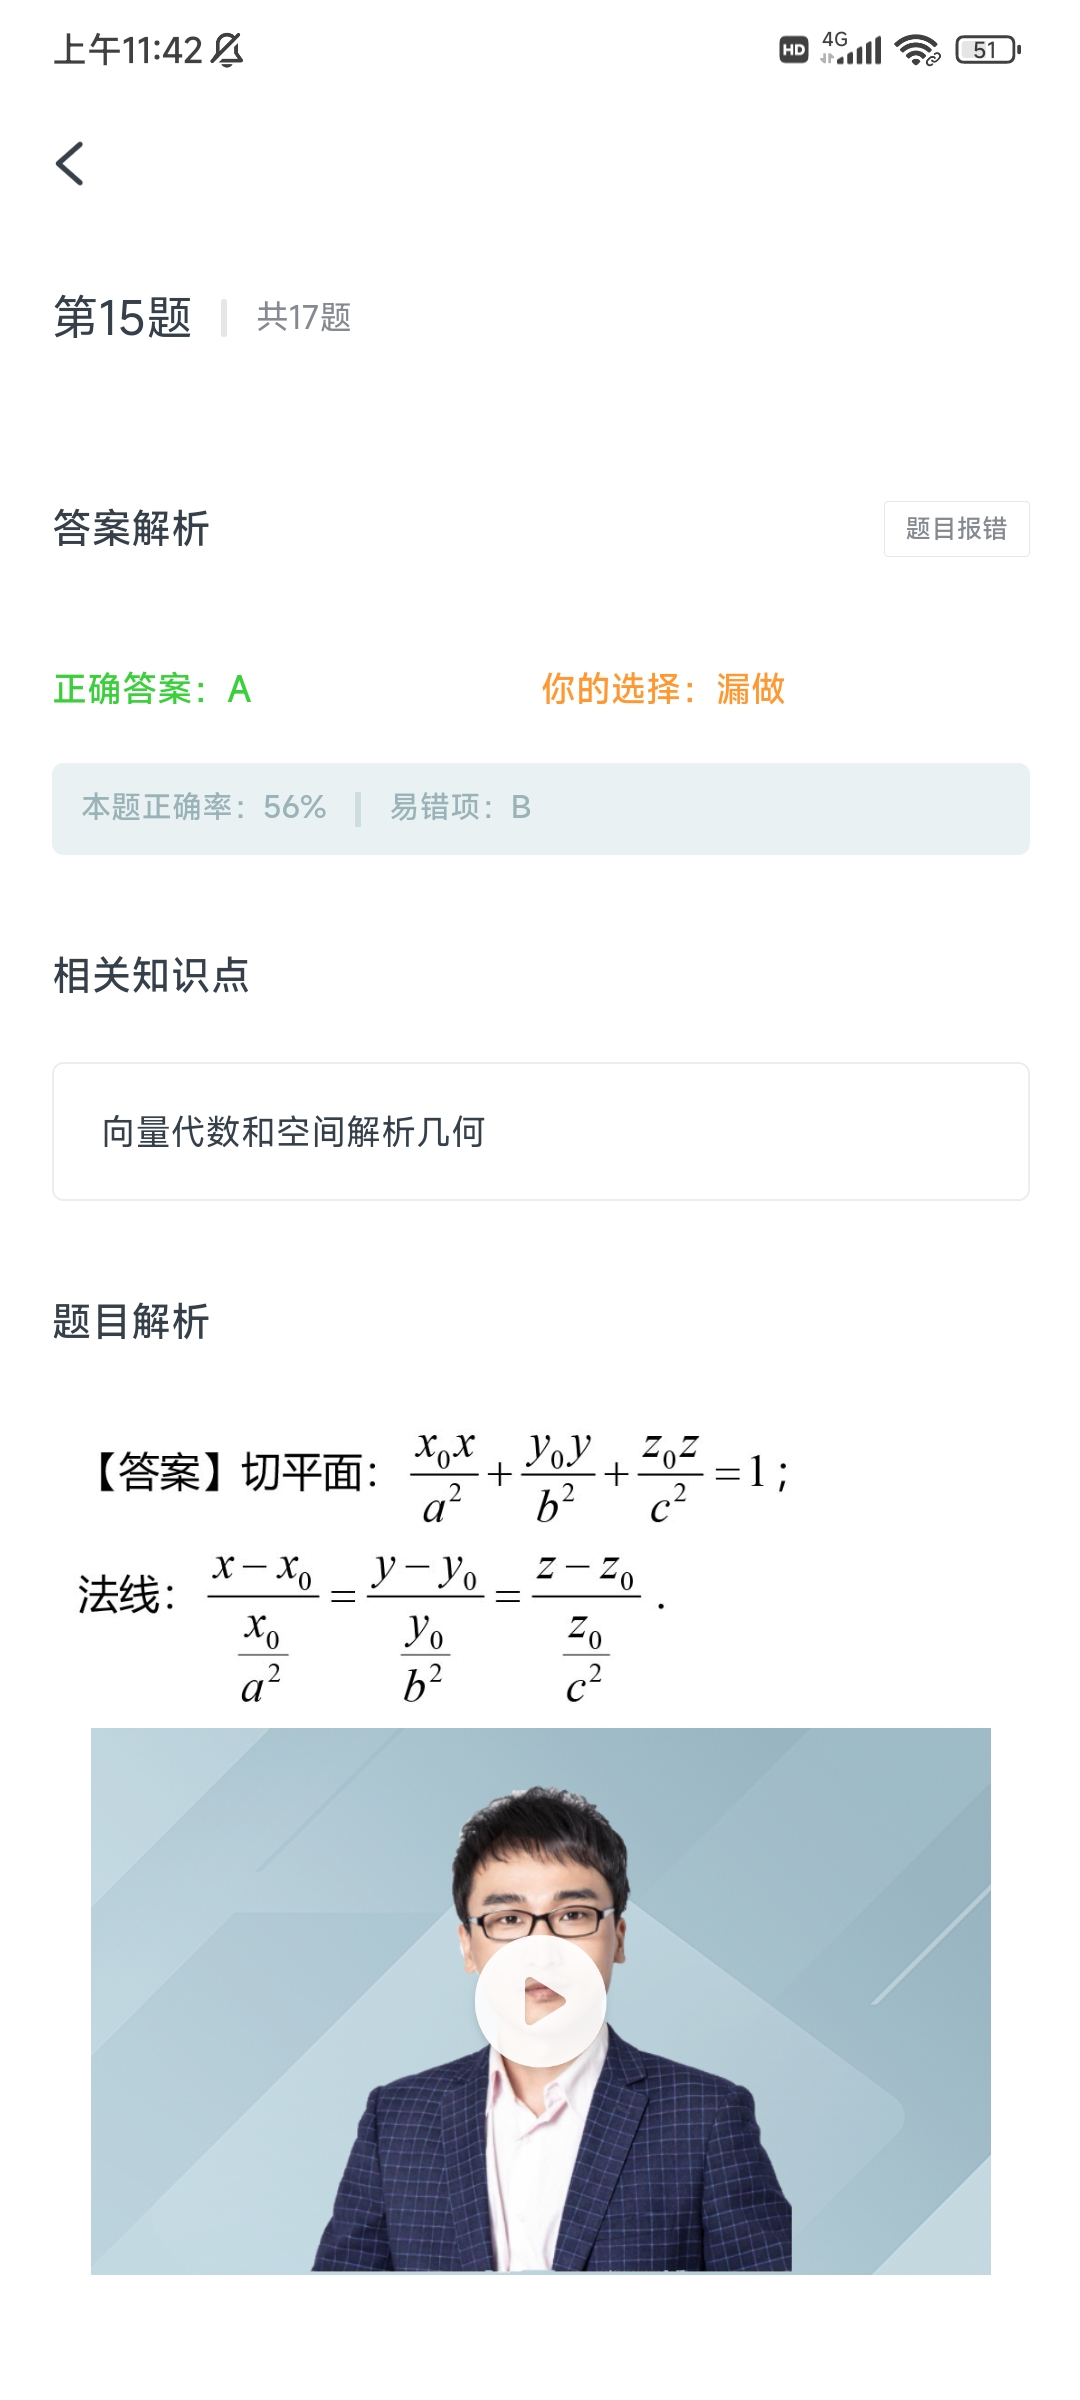 上午11:42 HD 4G 51
第15题 | 共17题
答案解析 题目报错
正确答案：A 你的选择：漏做
本题正确率：56% | 易错项：B
相关知识点
向量代数和空间解析几何
题目解析
【答案】切平面： \frac{x_0x}{a^2}+\frac{y_0y}{b^2}+\frac{z_0z}{c^2}=1；
法线： \frac{x-x_0}{\frac{x_0}{a^2}}=\frac{y-y_0}{\frac{y_0}{b^2}}=\frac{z-z_0}{\frac{z_0}{c^2}}.